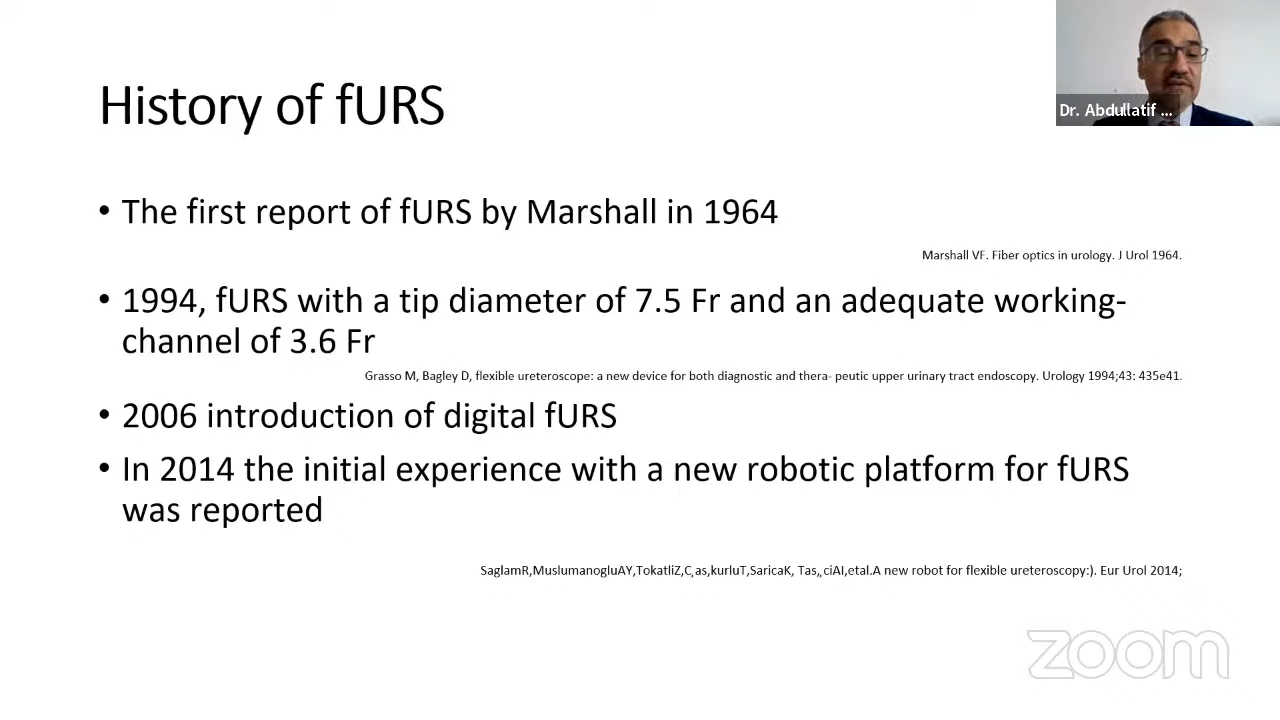 History of fURS
Dr. Abdullatif ...
• The first report of fURS by Marshall in 1964
Marshall VF. Fiber optics in urology. J Urol 1964.
• 1994, fURS with a tip diameter of 7.5 Fr and an adequate working-
channel of 3.6 Fr
Grasso M, Bagley D, flexible ureteroscope: a new device for both diagnostic and thera- peutic upper urinary tract endoscopy. Urology 1994;43: 435e41.
• 2006 introduction of digital fURS
• In 2014 the initial experience with a new robotic platform for fURS
was reported
SaglamR,MuslumanogluAY,TokatliZ,C¸as,kurluT,SaricaK, Tas,¸ciAI,etal.A new robot for flexible ureteroscopy:). Eur Urol 2014;
zoom